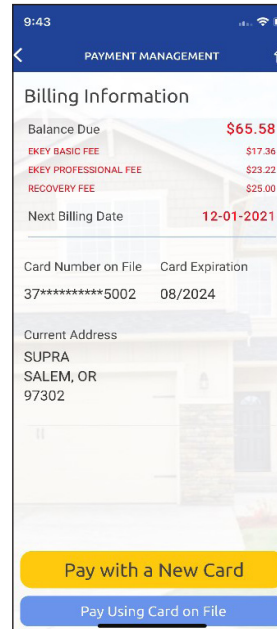 9:43
PAYMENT MANAGEMENT
Billing Information
Balance Due $65.58
EKEY BASIC FEE $17.36
EKEY PROFESSIONAL FEE $23.22
RECOVERY FEE $25.00
Next Billing Date 12-01-2021
Card Number on File Card Expiration
37**********5002 08/2024
Current Address
SUPRA
SALEM, OR
97302
Pay with a New Card
Pay Using Card on File